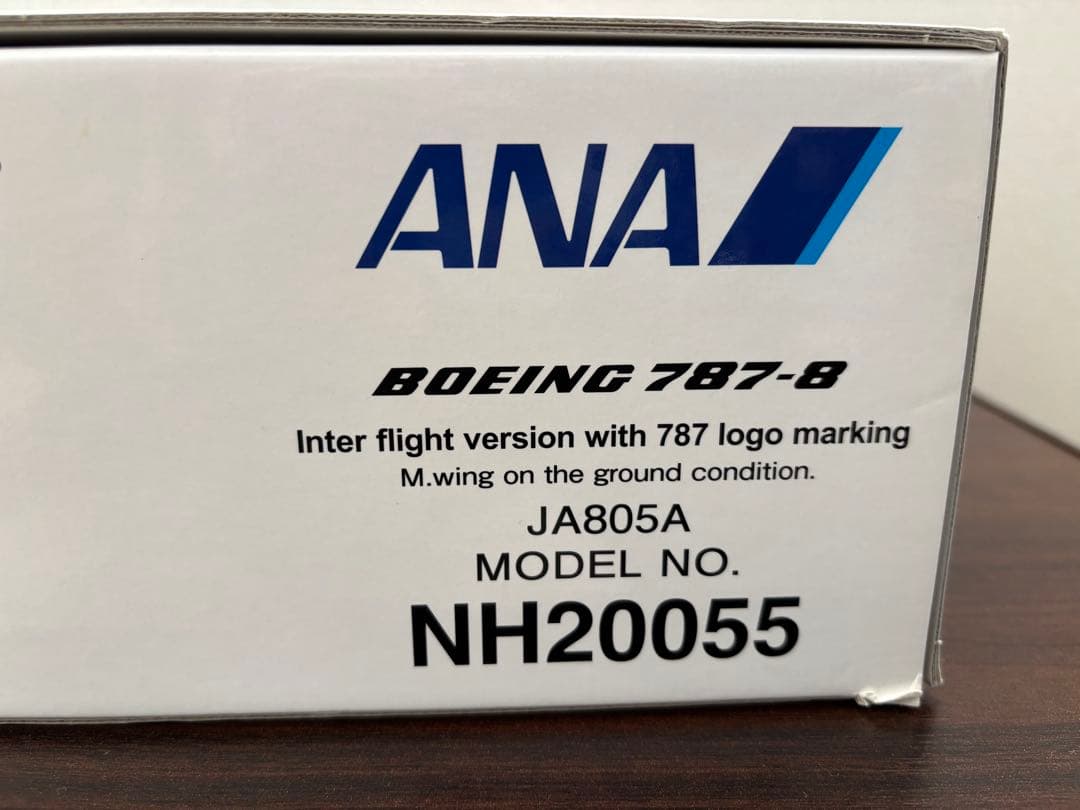 ANA
BOEING 787-8
Inter flight version with 787 logo marking
M.wing on the ground condition.
JA805A
MODEL NO.
NH20055